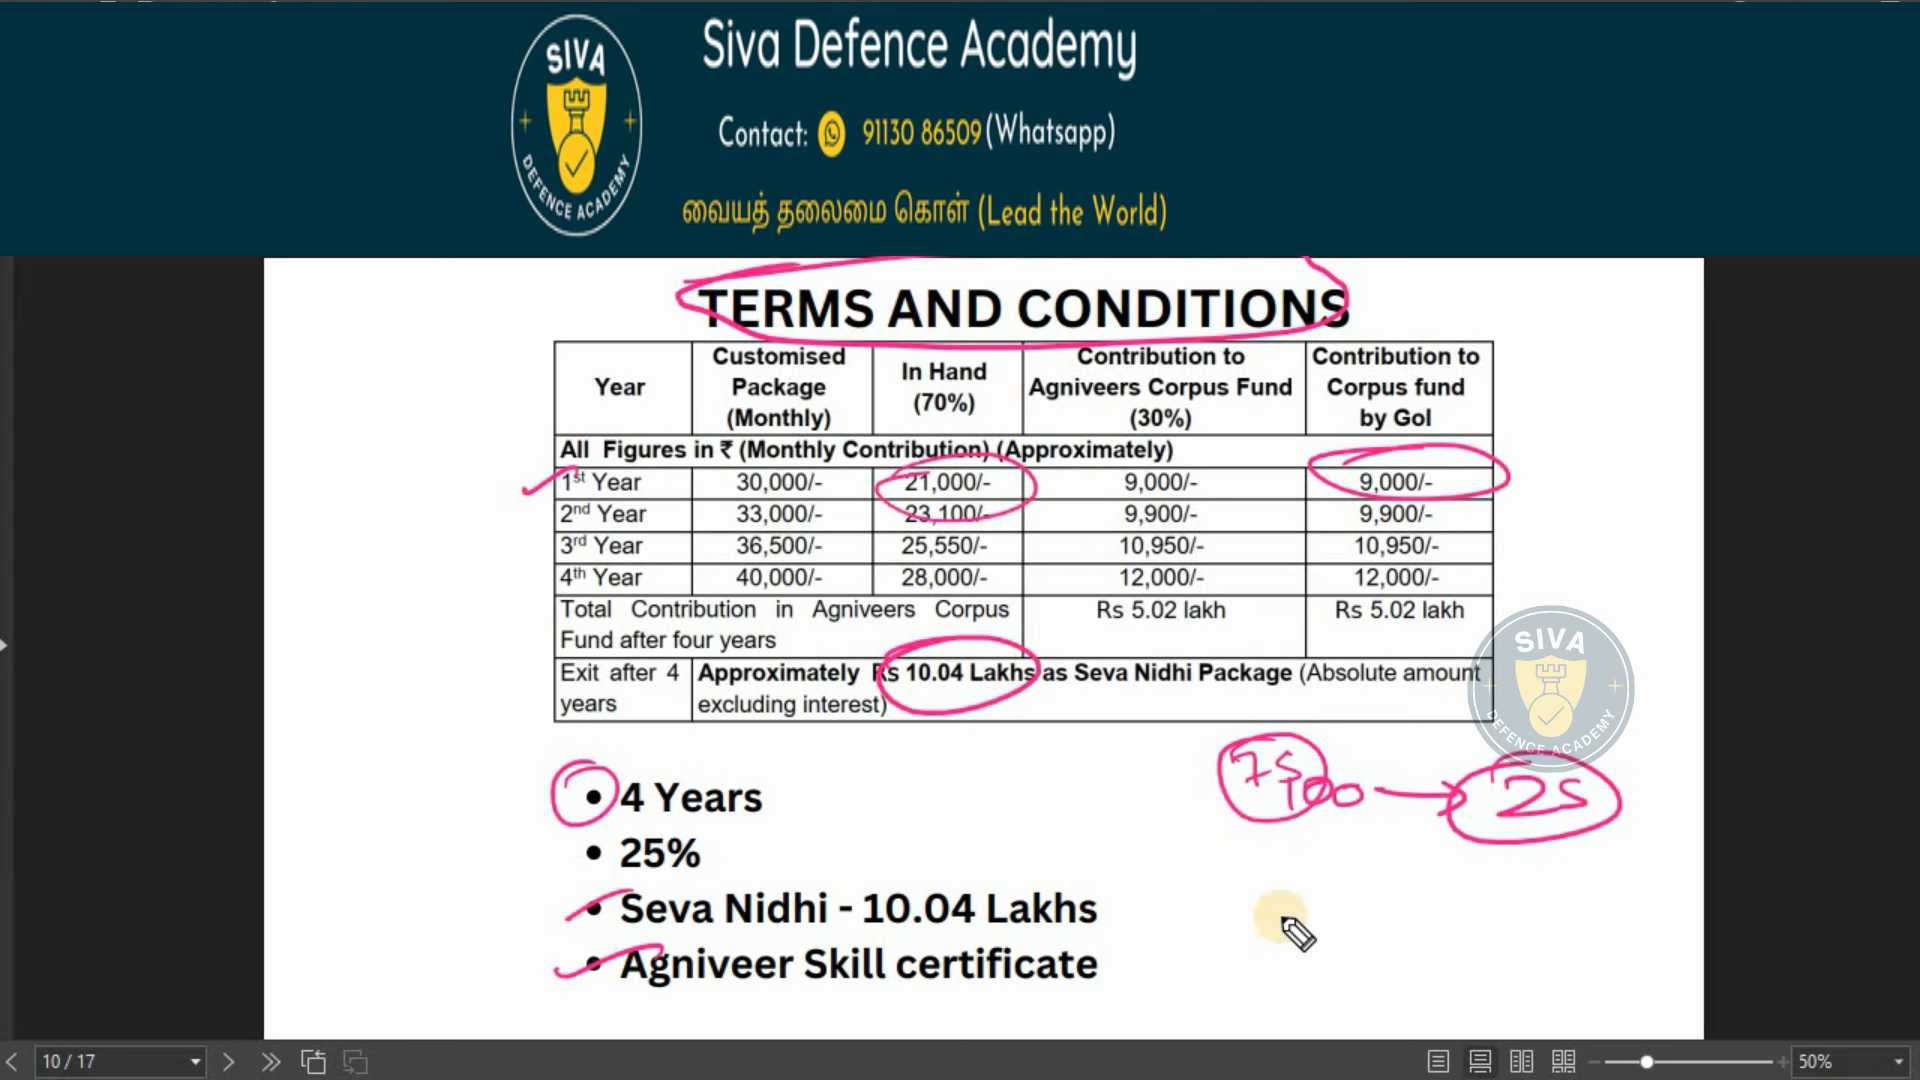 Siva Defence Academy
SIVA
DEFENCE ACADEMY
Contact: 91130 86509 (Whatsapp)
வையத் தலைமை கொள் (Lead the World)
TERMS AND CONDITIONS
Year Customised Package (Monthly) In Hand (70%) Contribution to Agniveers Corpus Fund (30%) Contribution to Corpus fund by GoI
All Figures in ₹ (Monthly Contribution) (Approximately)
1st Year 30,000/- 21,000/- 9,000/- 9,000/-
2nd Year 33,000/- 23,100/- 9,900/- 9,900/-
3rd Year 36,500/- 25,550/- 10,950/- 10,950/-
4th Year 40,000/- 28,000/- 12,000/- 12,000/-
Total Contribution in Agniveers Corpus Rs 5.02 lakh Rs 5.02 lakh
Fund after four years
Exit after 4 Approximately Rs 10.04 Lakhs as Seva Nidhi Package (Absolute amount
years excluding interest)
SIVA
DEFENCE ACADEMY
75 100 25
• 4 Years
• 25%
• Seva Nidhi - 10.04 Lakhs
• Agniveer Skill certificate
10 / 17 50%